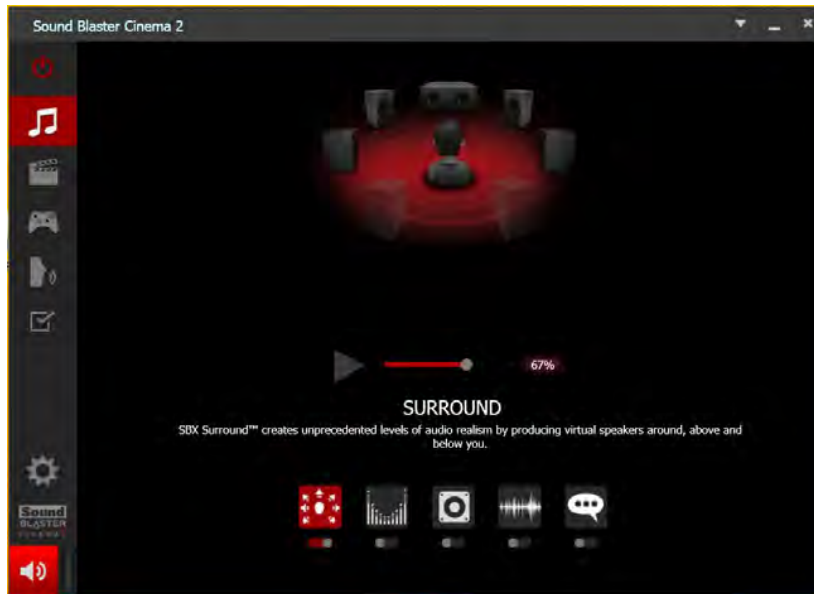 Sound Blaster Cinema 2
67%
SURROUND
SBX Surround™ creates unprecedented levels of audio realism by producing virtual speakers around, above and
below you.
Sound
BLASTER
CINEMA2